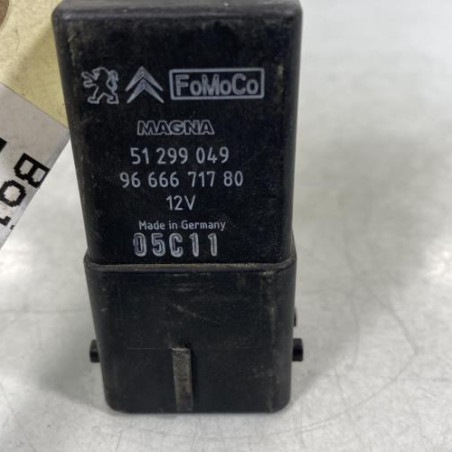 FoMoCo
MAGNA
51 299 049
96 666 717 80
12V
Made in Germany
05C11